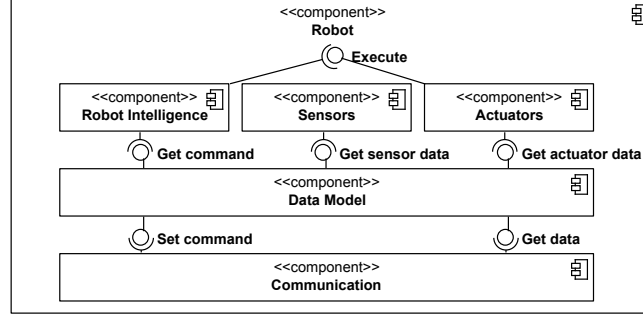 <<component>>
Robot
Execute
<<component>> <<component>> <<component>>
Robot Intelligence Sensors Actuators
Get command Get sensor data Get actuator data
<<component>>
Data Model
Set command Get data
<<component>>
Communication